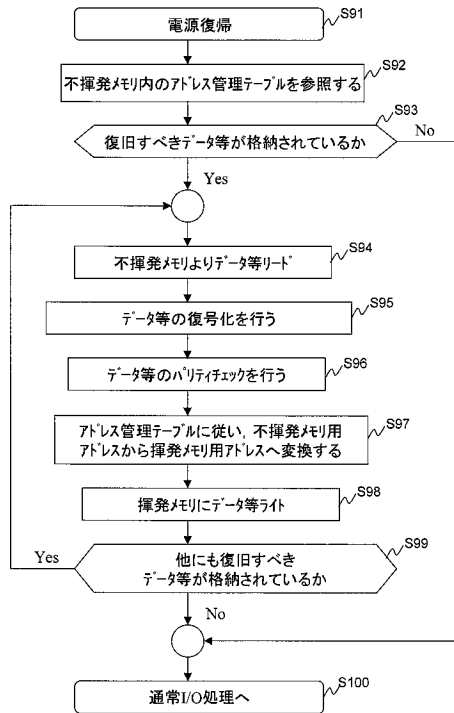 S91
電源復帰
S92
不揮発メモリ内のアドレス管理テーブルを参照する
S93
復旧すべきデータ等が格納されているか
No
Yes
S94
不揮発メモリよりデータ等リード
S95
データ等の復号化を行う
S96
データ等のパリティチェックを行う
S97
アドレス管理テーブルに従い, 不揮発メモリ用
アドレスから揮発メモリ用アドレスへ変換する
S98
揮発メモリにデータ等ライト
S99
Yes
他にも復旧すべき
データ等が格納されているか
No
S100
通常I/O処理へ